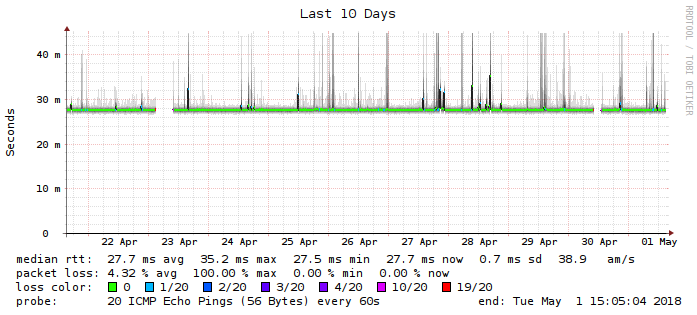 Last 10 Days
RRDTOOL / TOBI OETIKER
Seconds
40 m
30 m
20 m
10 m
0
22 Apr 23 Apr 24 Apr 25 Apr 26 Apr 27 Apr 28 Apr 29 Apr 30 Apr 01 May
median rtt: 27.7 ms avg 35.2 ms max 27.5 ms min 27.7 ms now 0.7 ms sd 38.9 am/s
packet loss: 4.32 % avg 100.00 % max 0.00 % min 0.00 % now
loss color: 0 1/20 2/20 3/20 4/20 10/20 19/20
probe: 20 ICMP Echo Pings (56 Bytes) every 60s end: Tue May 1 15:05:04 2018